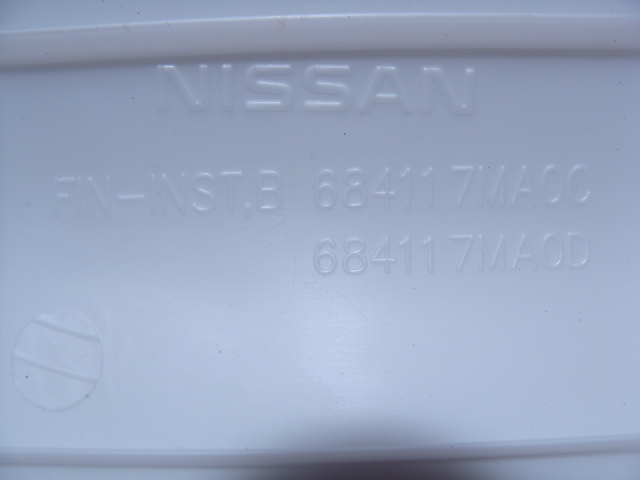 NISSAN
FIN-INST.B 68411 7MA0C
68411 7MA0D